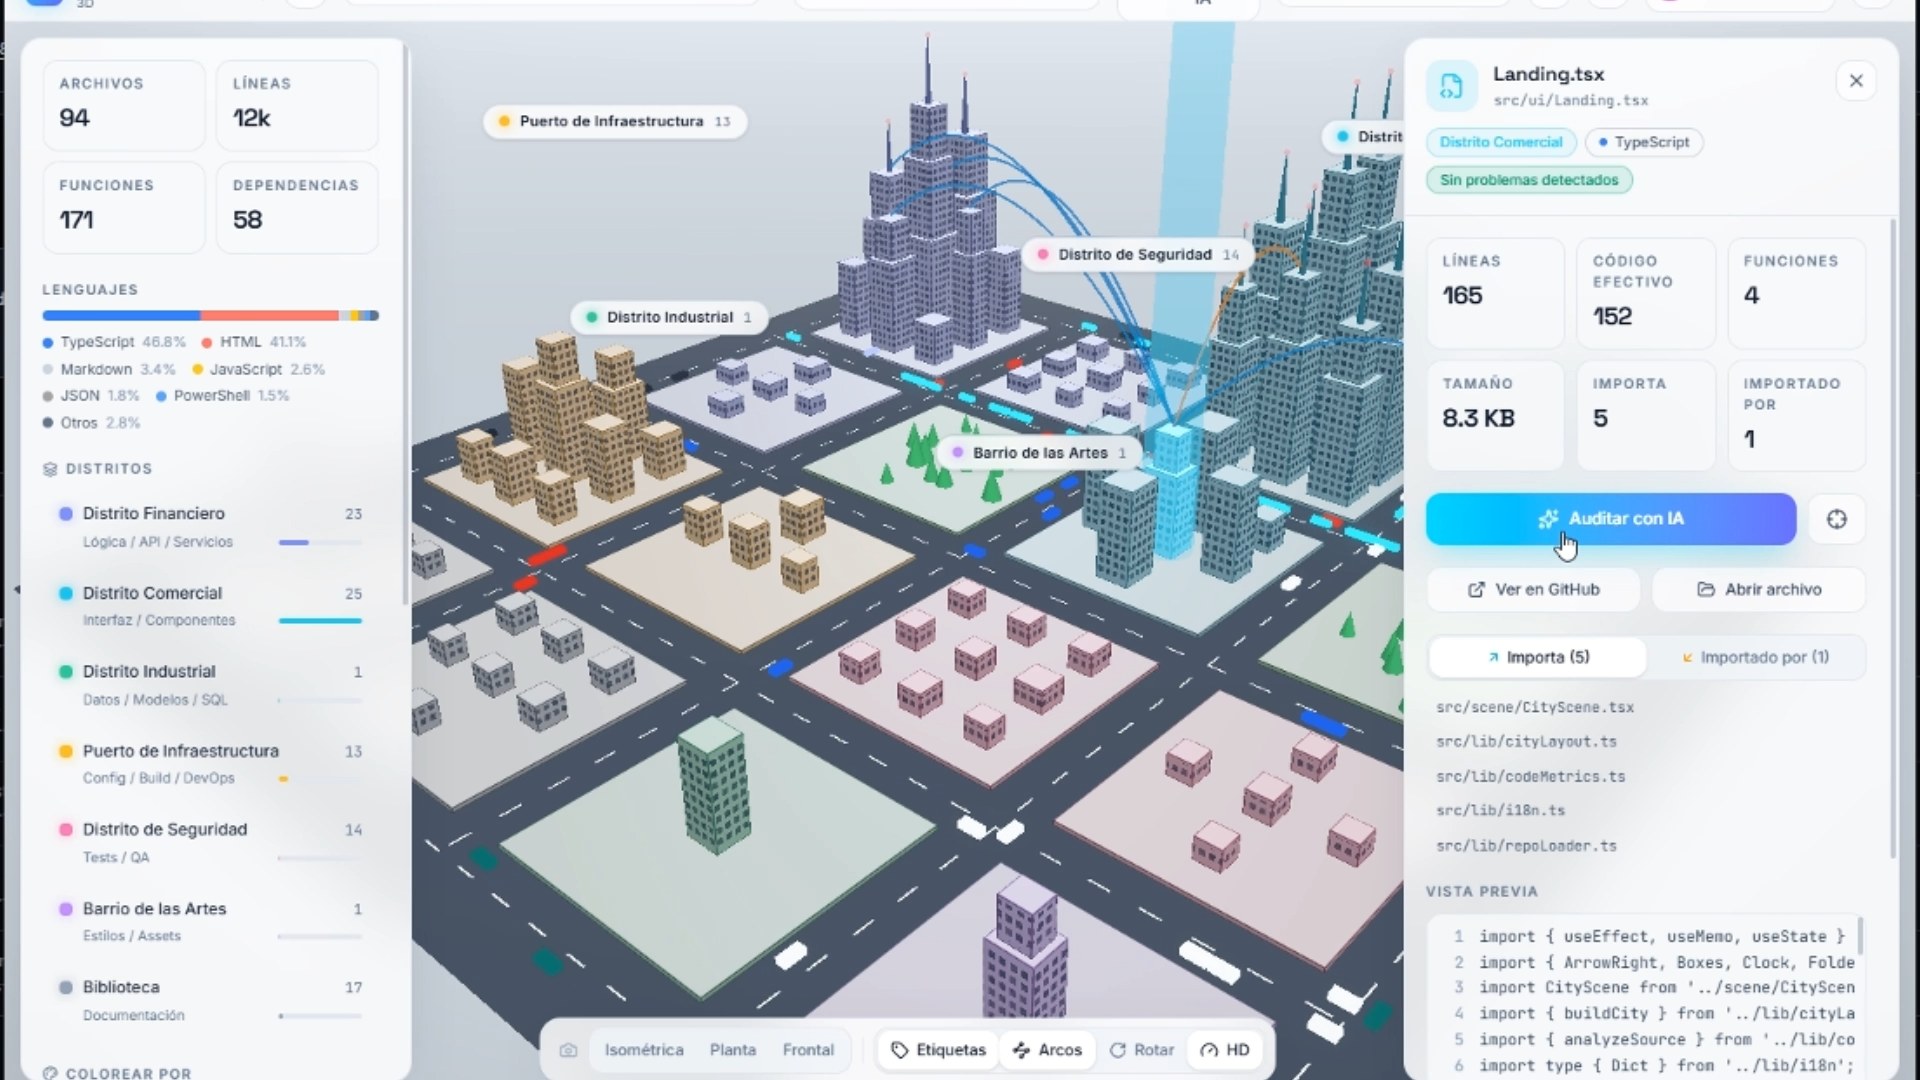 3D
IA
ARCHIVOS
94
LÍNEAS
12k
FUNCIONES
171
DEPENDENCIAS
58
LENGUAJES
TypeScript 46.8% HTML 41.1%
Markdown 3.4% JavaScript 2.6%
JSON 1.8% PowerShell 1.5%
Otros 2.8%
DISTRITOS
Distrito Financiero 23
Lógica / API / Servicios
Distrito Comercial 25
Interfaz / Componentes
Distrito Industrial 1
Datos / Modelos / SQL
Puerto de Infraestructura 13
Config / Build / DevOps
Distrito de Seguridad 14
Tests / QA
Barrio de las Artes 1
Estilos / Assets
Biblioteca 17
Documentación
COLOREAR POR
Puerto de Infraestructura 13
Distrit
Distrito de Seguridad 14
Distrito Industrial 1
Barrio de las Artes 1
Isométrica Planta Frontal Etiquetas Arcos Rotar HD
Landing.tsx
src/ui/Landing.tsx
Distrito Comercial TypeScript
Sin problemas detectados
LÍNEAS
165
CÓDIGO
EFECTIVO
152
FUNCIONES
4
TAMAÑO
8.3 KB
IMPORTA
5
IMPORTADO
POR
1
Auditar con IA
Ver en GitHub Abrir archivo
Importa (5) Importado por (1)
src/scene/CityScene.tsx
src/lib/cityLayout.ts
src/lib/codeMetrics.ts
src/lib/i18n.ts
src/lib/repoLoader.ts
VISTA PREVIA
1 import { useEffect, useMemo, useState }
2 import { ArrowRight, Boxes, Clock, Folde
3 import CityScene from '../scene/CityScen
4 import { buildCity } from '../lib/cityLa
5 import { analyzeSource } from '../lib/co
6 import type { Dict } from '../lib/i18n';